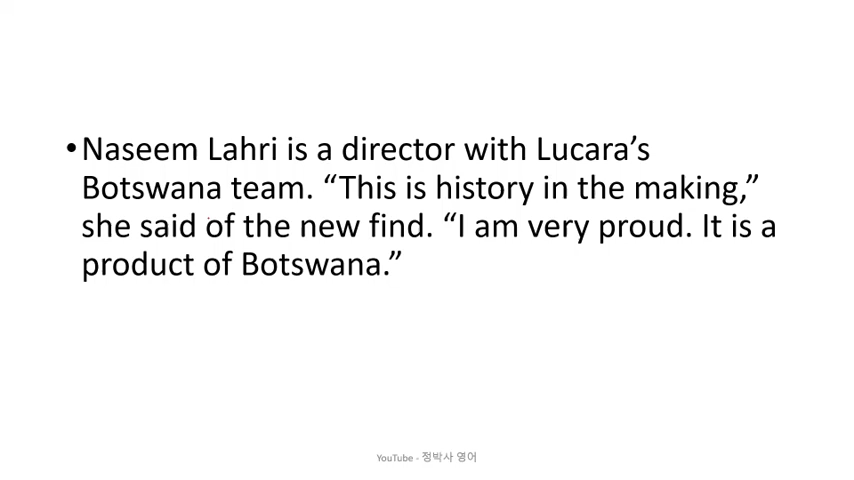 •Naseem Lahri is a director with Lucara’s
Botswana team. “This is history in the making,”
she said of the new find. “I am very proud. It is a
product of Botswana.”
YouTube - 정박사 영어